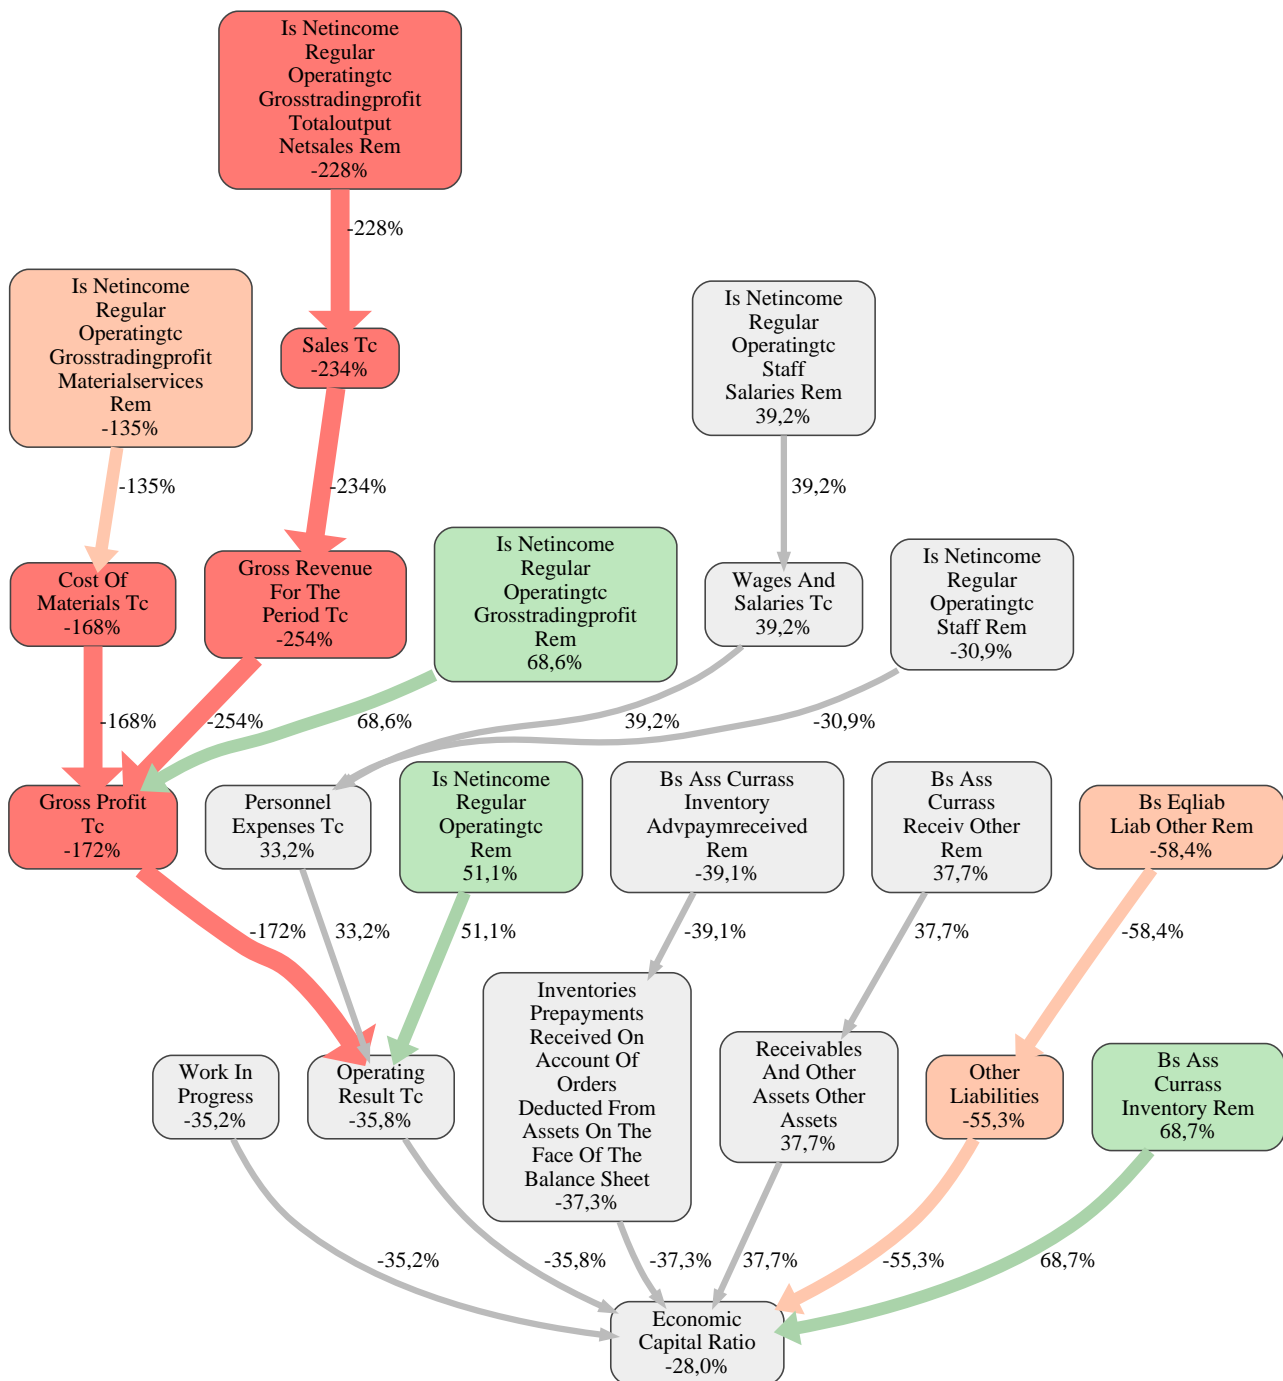 Is Netincome
Regular
Operatingtc
Grosstradingprofit
Totaloutput
Netsales Rem
-228%
-228%
Is Netincome
Regular
Operatingtc
Grosstradingprofit
Materialservices
Rem
-135%
Sales Tc
-234%
Is Netincome
Regular
Operatingtc
Staff
Salaries Rem
39,2%
-135%
-234%
39,2%
Cost Of
Materials Tc
-168%
Gross Revenue
For The
Period Tc
-254%
Is Netincome
Regular
Operatingtc
Grosstradingprofit
Rem
68,6%
Wages And
Salaries Tc
39,2%
Is Netincome
Regular
Operatingtc
Staff Rem
-30,9%
-168%
-254%
68,6%
39,2%
-30,9%
Gross Profit
Tc
-172%
Personnel
Expenses Tc
33,2%
Is Netincome
Regular
Operatingtc
Rem
51,1%
Bs Ass Currass
Inventory
Advpaymreceived
Rem
-39,1%
Bs Ass
Currass
Receiv Other
Rem
37,7%
Bs Eqliab
Liab Other Rem
-58,4%
-172%
33,2%
51,1%
-39,1%
37,7%
-58,4%
Work In
Progress
-35,2%
Operating
Result Tc
-35,8%
Inventories
Prepayments
Received On
Account Of
Orders
Deducted From
Assets On The
Face Of The
Balance Sheet
-37,3%
Receivables
And Other
Assets Other
Assets
37,7%
Other
Liabilities
-55,3%
Bs Ass
Currass
Inventory Rem
68,7%
-35,2%
-35,8%
-37,3%
37,7%
-55,3%
68,7%
Economic
Capital Ratio
-28,0%